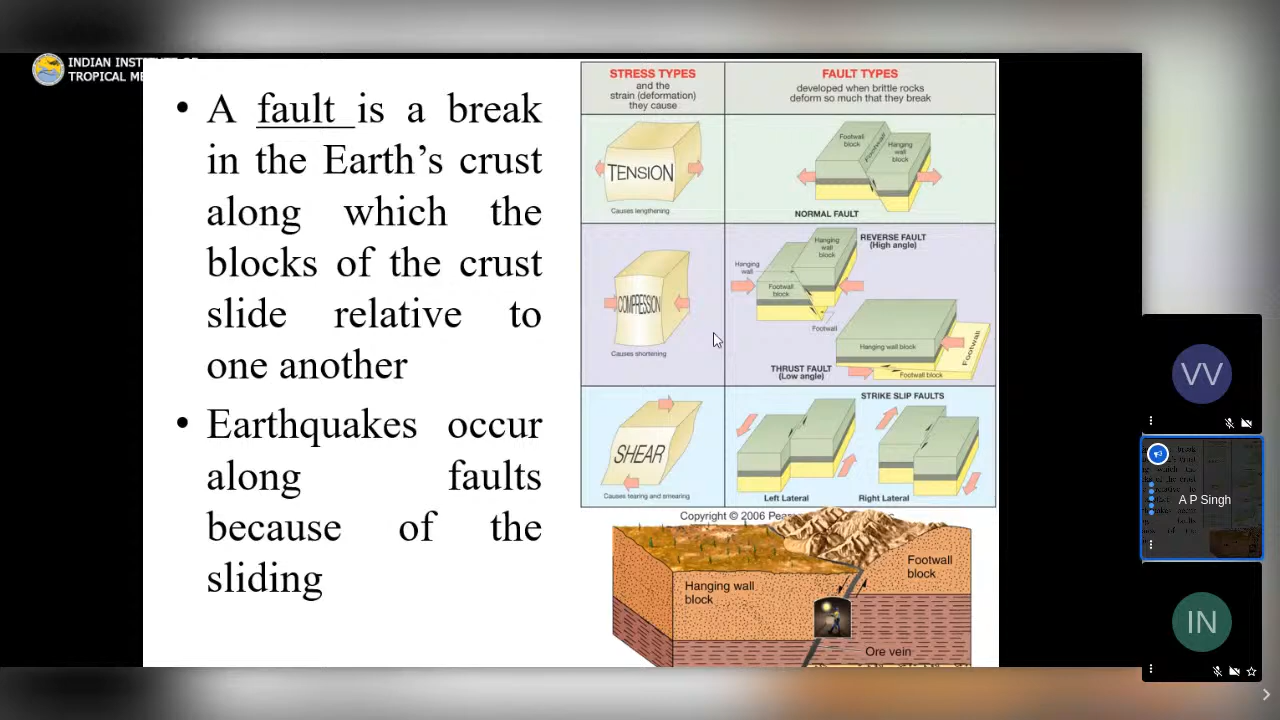 INDIAN INSTITUTE OF
TROPICAL ME
• A fault is a break
in the Earth’s crust
along which the
blocks of the crust
slide relative to
one another
• Earthquakes occur
along faults
because of the
sliding
STRESS TYPES
and the
strain (deformation)
they cause
FAULT TYPES
developed when brittle rocks
deform so much that they break
TENSION
Causes lengthening
Footwall
block
Footwall
Hanging
wall
block
NORMAL FAULT
COMPRESSION
Causes shortening
Hanging
wall
block
REVERSE FAULT
(High angle)
Hanging
wall
Footwall
block
Footwall
Hanging wall block
Footwall
THRUST FAULT
(Low angle)
Footwall block
SHEAR
Causes tearing and smearing
STRIKE SLIP FAULTS
Left Lateral
Right Lateral
Copyright © 2006
Hanging wall
block
Footwall
block
Ore vein
VV
A P Singh
IN